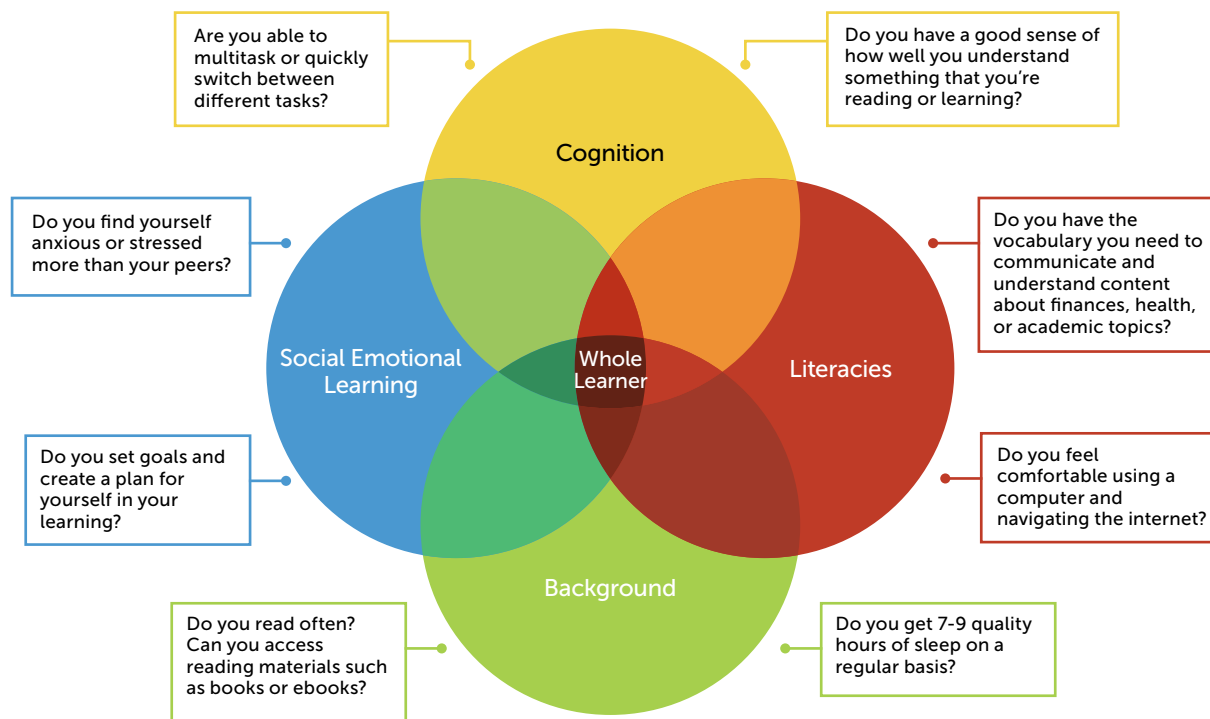 Are you able to
multitask or quickly
switch between
different tasks?
Do you have a good sense of
how well you understand
something that you’re
reading or learning?
Cognition
Do you find yourself
anxious or stressed
more than your peers?
Do you have the
vocabulary you need to
communicate and
understand content
about finances, health,
or academic topics?
Social Emotional
Learning
Whole
Learner
Literacies
Do you set goals and
create a plan for
yourself in your
learning?
Do you feel
comfortable using a
computer and
navigating the internet?
Background
Do you read often?
Can you access
reading materials such
as books or ebooks?
Do you get 7-9 quality
hours of sleep on a
regular basis?